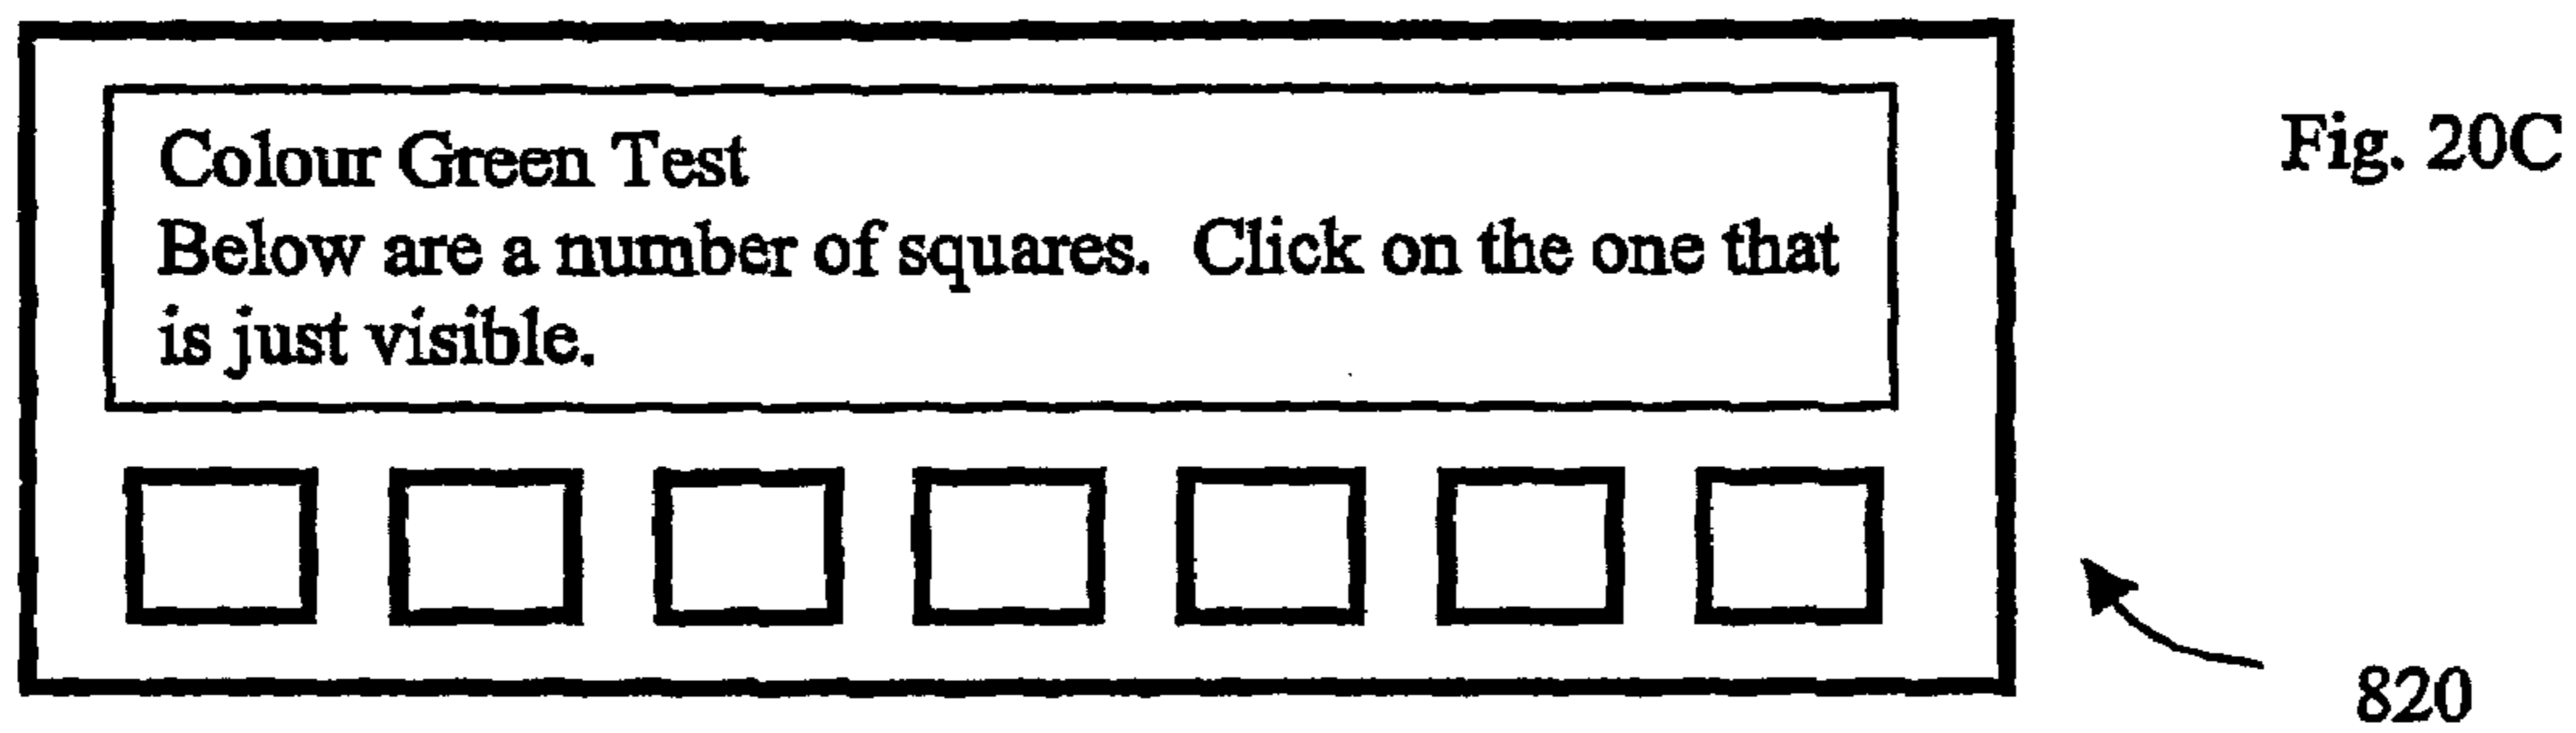 Colour Green Test
Below are a number of squares.  Click on the one that
is just visible.
Fig. 20C
820